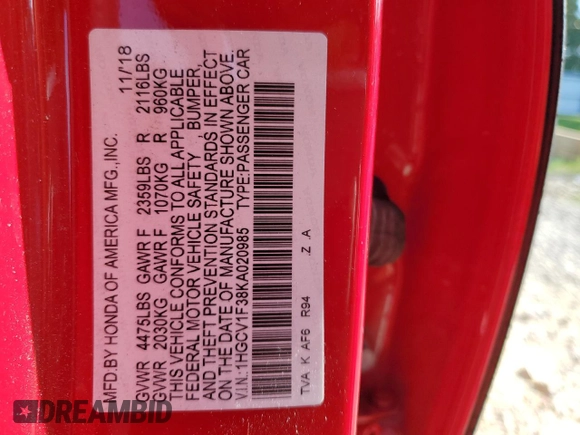 MFD.BY HONDA OF AMERICA MFG.,INC. 11/'18
GVWR 4475LBS GAWR F 2359LBS R 2116LBS
GVWR 2030KG GAWR F 1070KG R 960KG
THIS VEHICLE CONFORMS TO ALL APPLICABLE
FEDERAL MOTOR VEHICLE SAFETY , BUMPER,
AND THEFT PREVENTION STANDARDS IN EFFECT
ON THE DATE OF MANUFACTURE SHOWN ABOVE.
V.I.N.:1HGCV1F38KA020985 TYPE:PASSENGER CAR
TVA K AF6 R94 .Z .A
DREAMBID